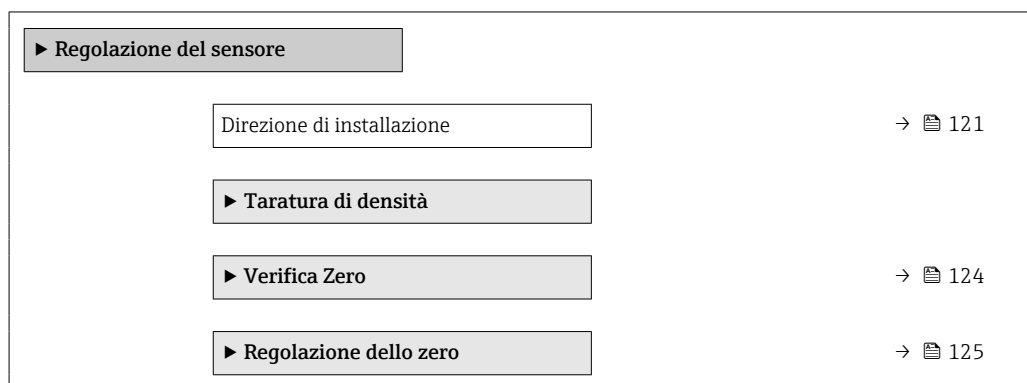 ▶ Regolazione del sensore
Direzione di installazione → 121
▶ Taratura di densità
▶ Verifica Zero → 124
▶ Regolazione dello zero → 125